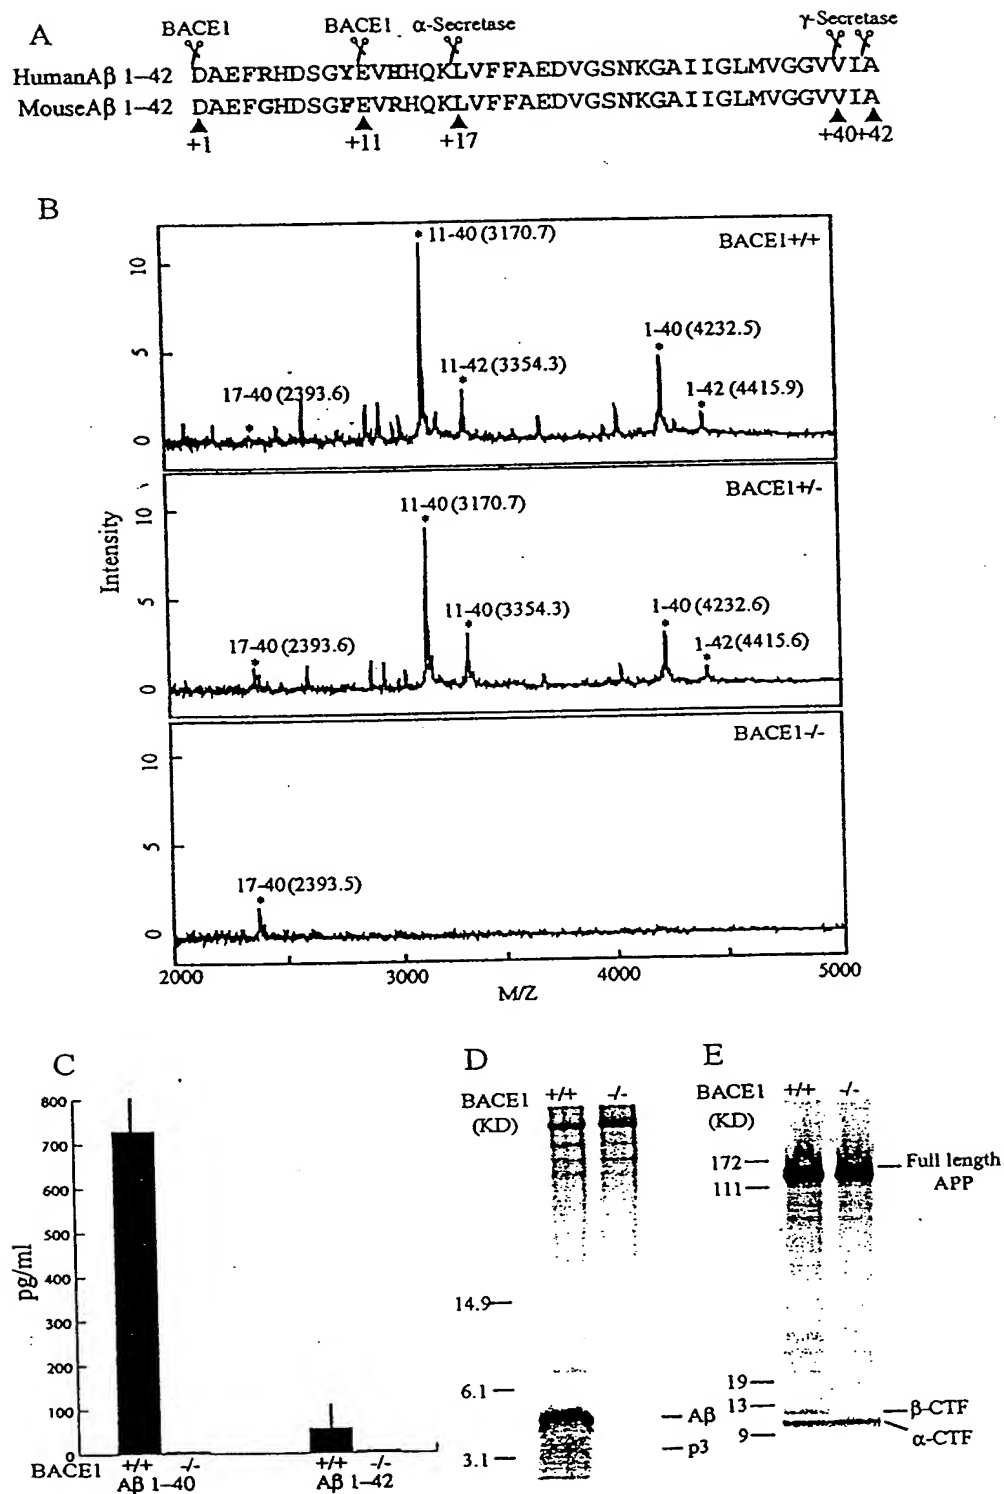 A
BACE1 BACE1 α-Secretase γ-Secretase
HumanAβ 1–42 DAEFRHDSGYEVHHQKLVFFAEDVGSNKGAIIGLMVGGVVIA
MouseAβ 1–42 DAEFGHDSGFEVRHQKLVFFAEDVGSNKGAIIGLMVGGVVIA
+1 +11 +17 +40 +42
B
Intensity
10
5
0
BACE1+/+
* 11-40 (3170.7)
1-40 (4232.5)
*
11-42 (3354.3)
*
1-42 (4415.9)
*
17-40 (2393.6)
*
10
5
0
BACE1+/-
11-40 (3170.7)
*
11-40 (3354.3)
*
1-40 (4232.6)
*
1-42 (4415.6)
*
17-40 (2393.6)
*
10
5
0
BACE1-/-
17-40 (2393.5)
*
2000 3000 4000 5000
M/Z
C
pg/ml
800
700
600
500
400
300
200
100
0
BACE1 +/+ -/- +/+ -/-
Aβ 1–40 Aβ 1–42
D
BACE1 +/+ -/-
(KD)
14.9
6.1
3.1
Aβ
p3
E
BACE1 +/+ -/-
(KD)
172
111
19
13
9
Full length
APP
β-CTF
α-CTF